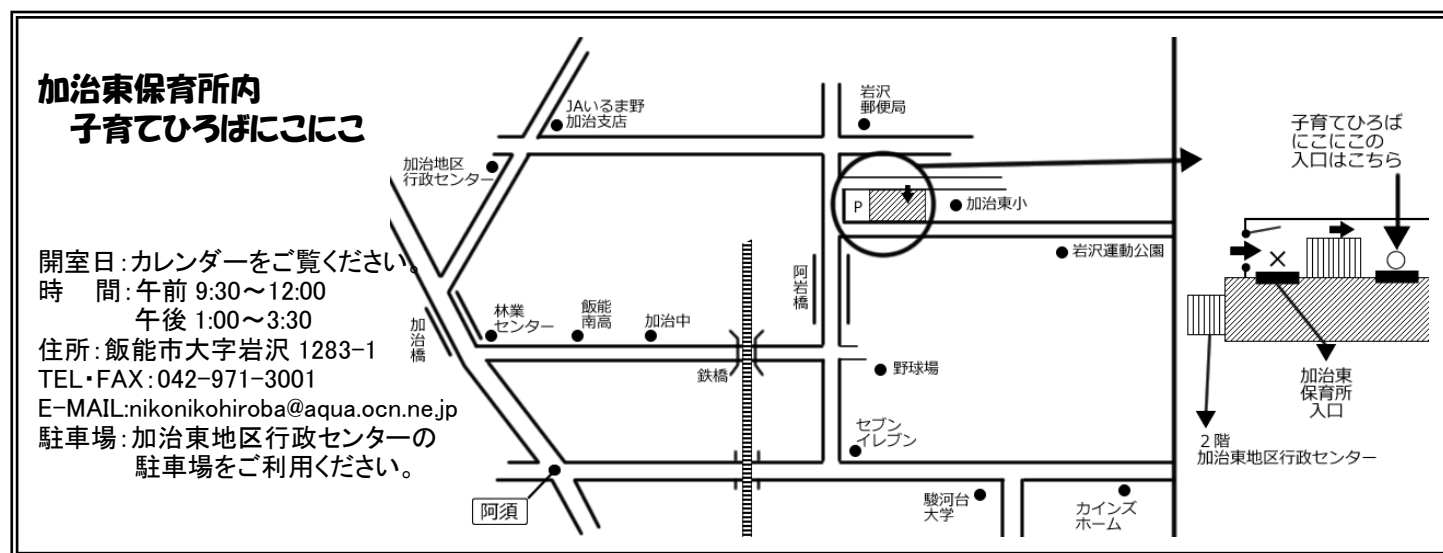 加治東保育所内
子育てひろばにこにこ
開室日：カレンダーをご覧ください。
時　間：午前 9:30～12:00
午後 1:00～3:30
住所：飯能市大字岩沢 1283-1
TEL・FAX：042-971-3001
E-MAIL:nikonikohiroba@aqua.ocn.ne.jp
駐車場：加治東地区行政センターの
駐車場をご利用ください。
JAいるま野
加治支店
岩沢
郵便局
加治地区
行政センター
P
加治東小
岩沢運動公園
阿岩橋
加治橋
林業
センター
飯能
南高
加治中
鉄橋
野球場
セブン
イレブン
阿須
駿河台
大学
カインズ
ホーム
子育てひろば
にこにこの
入口はこちら
×
○
加治東
保育所
入口
２階
加治東地区行政センター